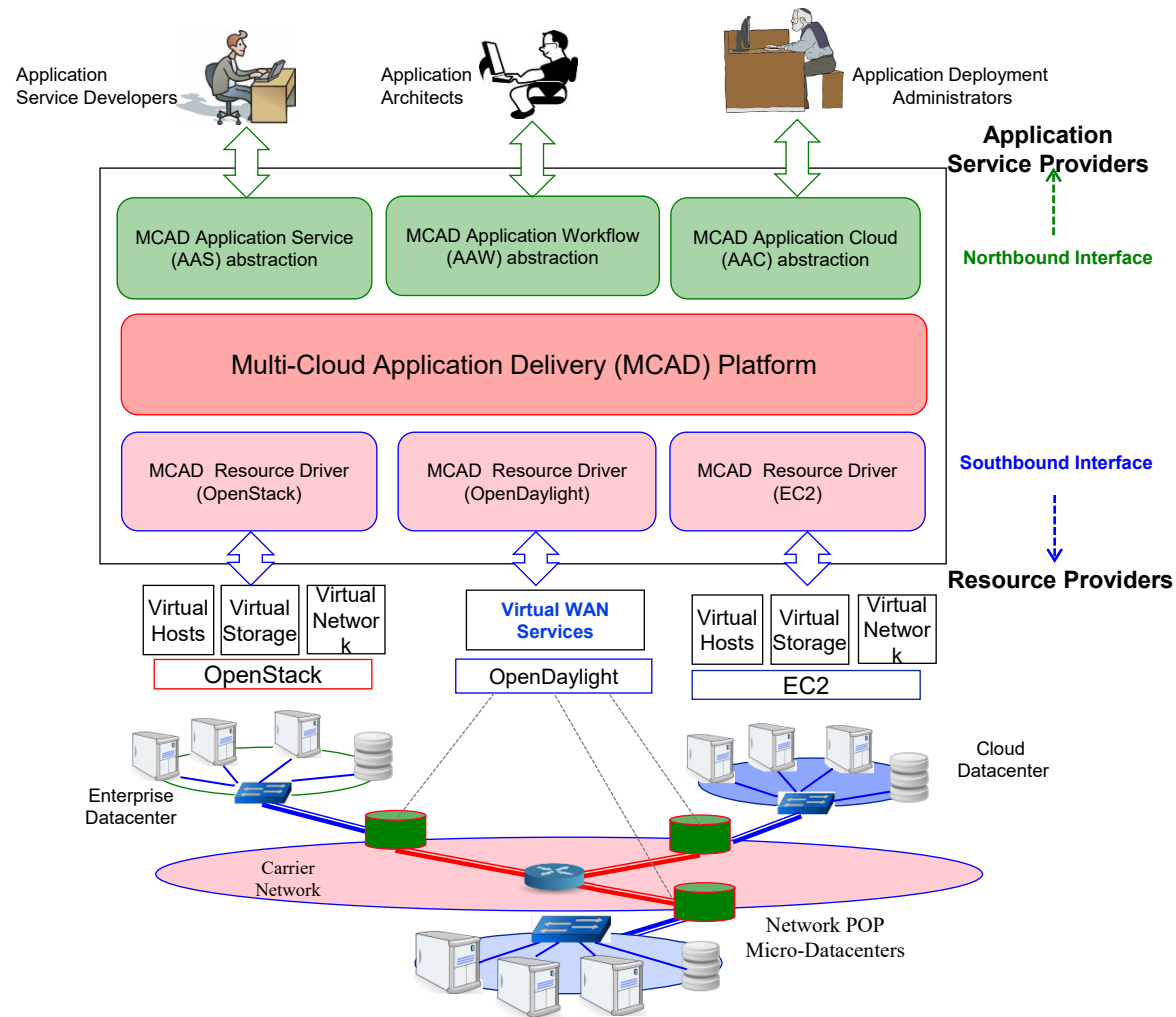 Application
Service Developers
Application
Architects
Application Deployment
Administrators
Application
Service Providers
MCAD Application Service
(AAS) abstraction
MCAD Application Workflow
(AAW) abstraction
MCAD Application Cloud
(AAC) abstraction
Northbound Interface
Multi-Cloud Application Delivery (MCAD) Platform
MCAD  Resource Driver
(OpenStack)
MCAD  Resource Driver
(OpenDaylight)
MCAD  Resource Driver
(EC2)
Southbound Interface
Resource Providers
Virtual
Hosts
Virtual
Storage
Virtual
Networ
k
OpenStack
Virtual WAN
Services
OpenDaylight
Virtual
Hosts
Virtual
Storage
Virtual
Networ
k
EC2
Enterprise
Datacenter
Cloud
Datacenter
Carrier
Network
Network POP
Micro-Datacenters